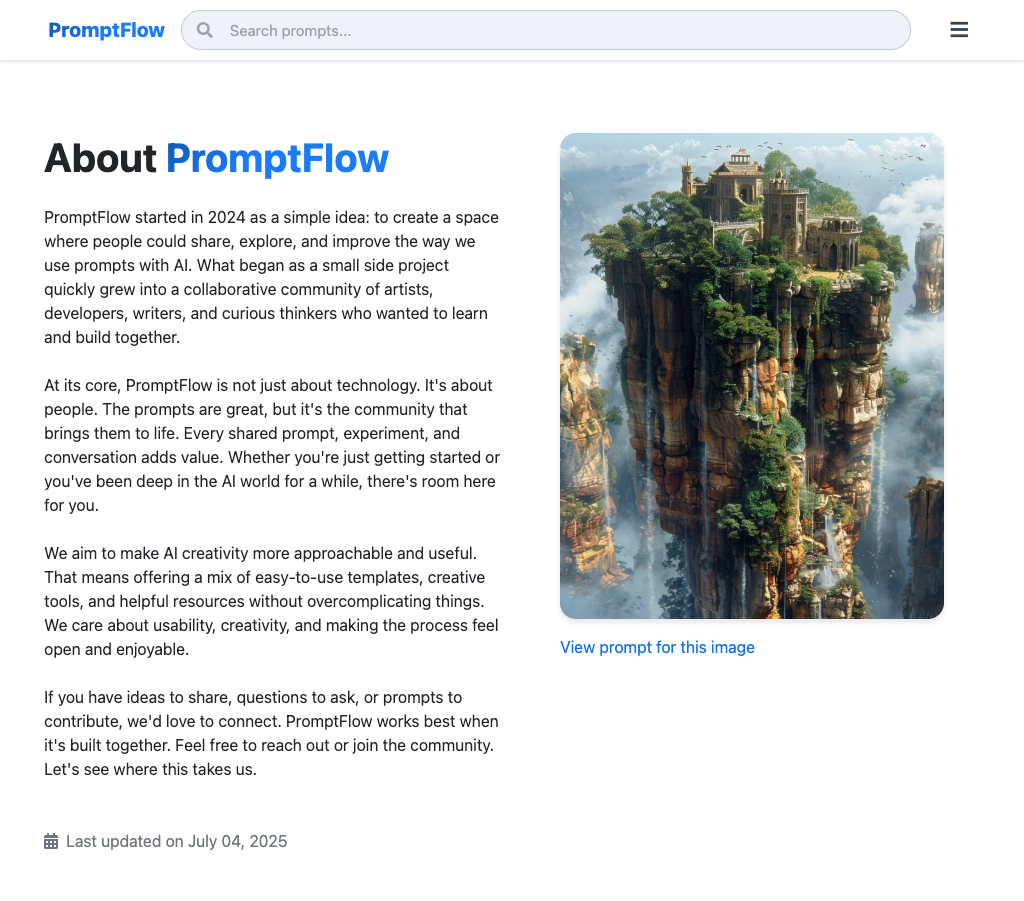 PromptFlow
Search prompts...
About PromptFlow
PromptFlow started in 2024 as a simple idea: to create a space
where people could share, explore, and improve the way we
use prompts with AI. What began as a small side project
quickly grew into a collaborative community of artists,
developers, writers, and curious thinkers who wanted to learn
and build together.
At its core, PromptFlow is not just about technology. It's about
people. The prompts are great, but it's the community that
brings them to life. Every shared prompt, experiment, and
conversation adds value. Whether you're just getting started or
you've been deep in the AI world for a while, there's room here
for you.
We aim to make AI creativity more approachable and useful.
That means offering a mix of easy-to-use templates, creative
tools, and helpful resources without overcomplicating things.
We care about usability, creativity, and making the process feel
open and enjoyable.
If you have ideas to share, questions to ask, or prompts to
contribute, we'd love to connect. PromptFlow works best when
it's built together. Feel free to reach out or join the community.
Let's see where this takes us.
Last updated on July 04, 2025
View prompt for this image